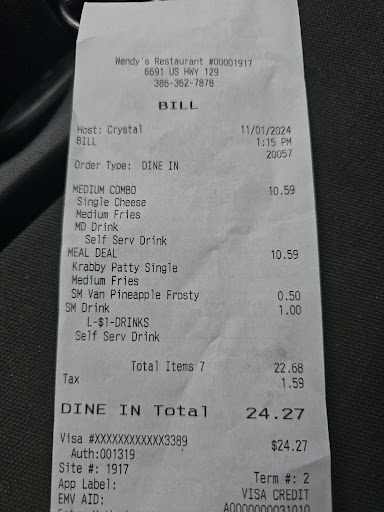 Wendy's Restaurant #00001917
6691 US HWY 129
386-362-7878
BILL
Host: Crystal 11/01/2024
BILL 1:15 PM
20057
Order Type: DINE IN
MEDIUM COMBO 10.59
Single Cheese
Medium Fries
MD Drink
Self Serv Drink
MEAL DEAL 10.59
Krabby Patty Single
Medium Fries
SM Van Pineapple Frosty 0.50
SM Drink 1.00
L-$1-DRINKS
Self Serv Drink
Total Items 7 22.68
Tax 1.59
DINE IN Total 24.27
Visa #XXXXXXXXXXXX3389 $24.27
Auth:001319
Site #: 1917 Term #: 2
App Label: VISA CREDIT
EMV AID: A0000000031010